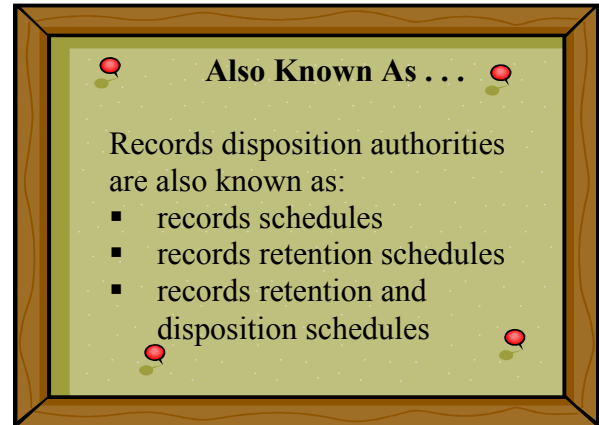 Also Known As . . .
Records disposition authorities
are also known as:
▪ records schedules
▪ records retention schedules
▪ records retention and
disposition schedules